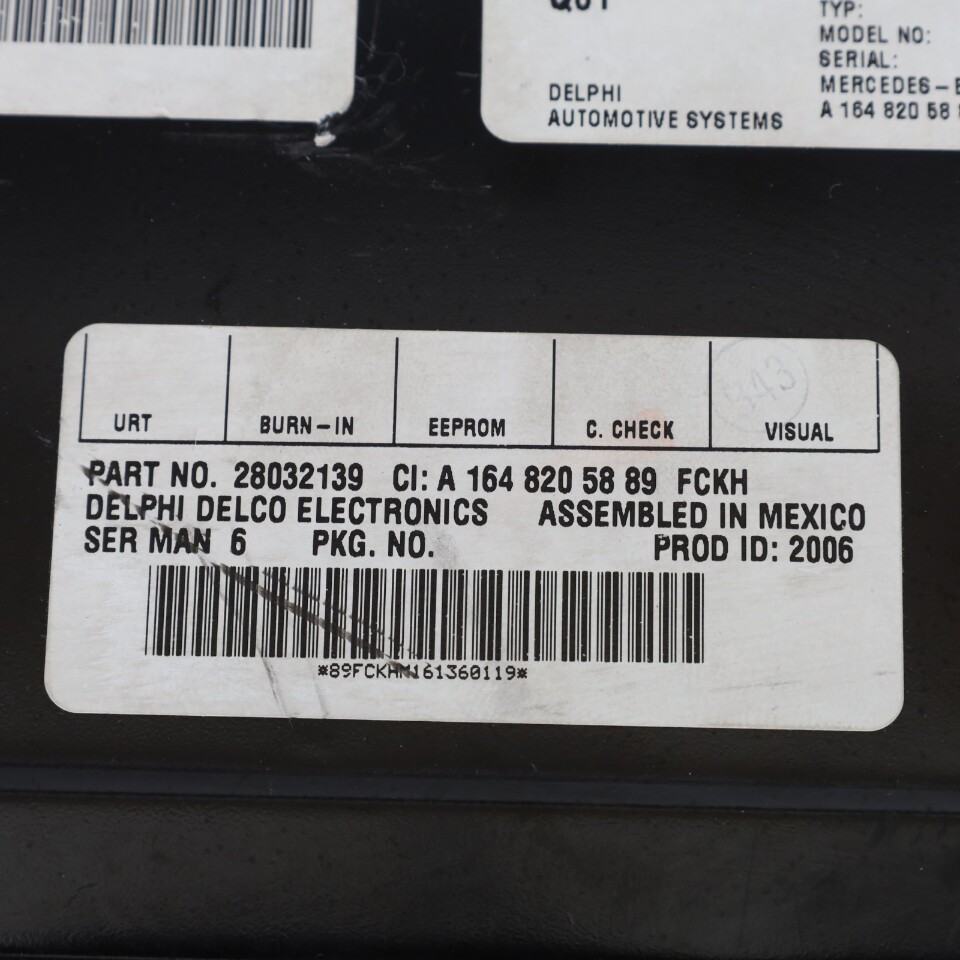 TYP:
MODEL NO:
SERIAL:
DELPHI
AUTOMOTIVE SYSTEMS
A 164 820 58
URT BURN-IN EEPROM C. CHECK VISUAL
PART NO. 28032139 CI: A 164 820 58 89 FCKH
DELPHI DELCO ELECTRONICS ASSEMBLED IN MEXICO
SER MAN 6 PKG. NO. PROD ID: 2006
*89FCKHM161360119*